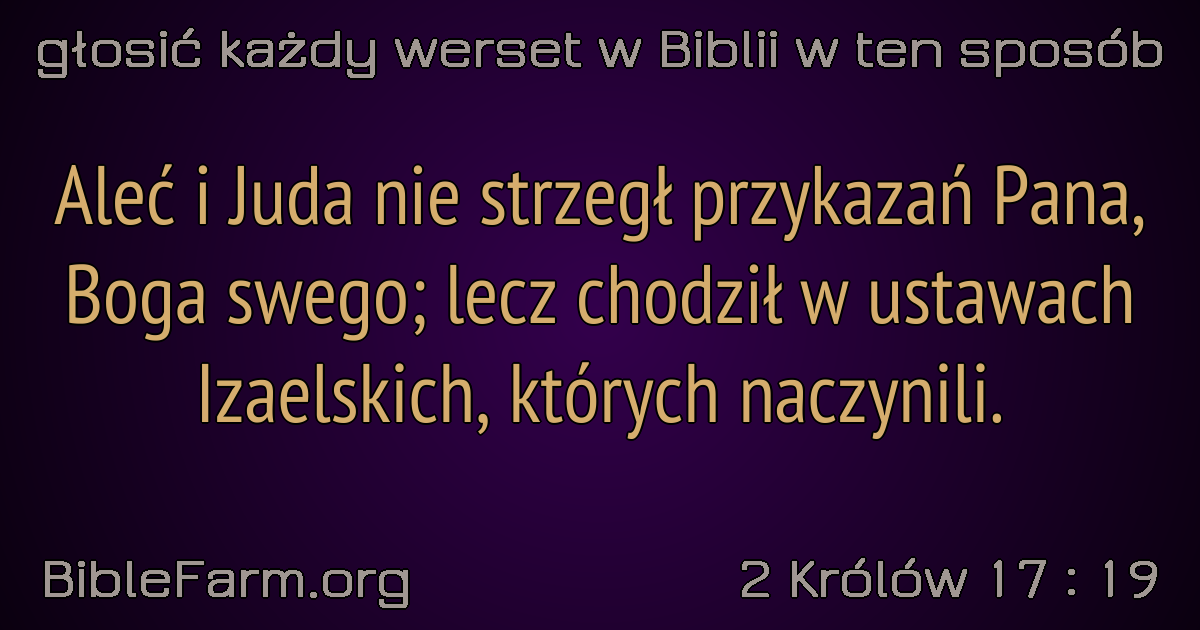 głosić każdy werset w Biblii w ten sposób
Aleć i Juda nie strzegł przykazań Pana,
Boga swego; lecz chodził w ustawach
Izaelskich, których naczynili.
BibleFarm.org
2 Królów 17 : 19